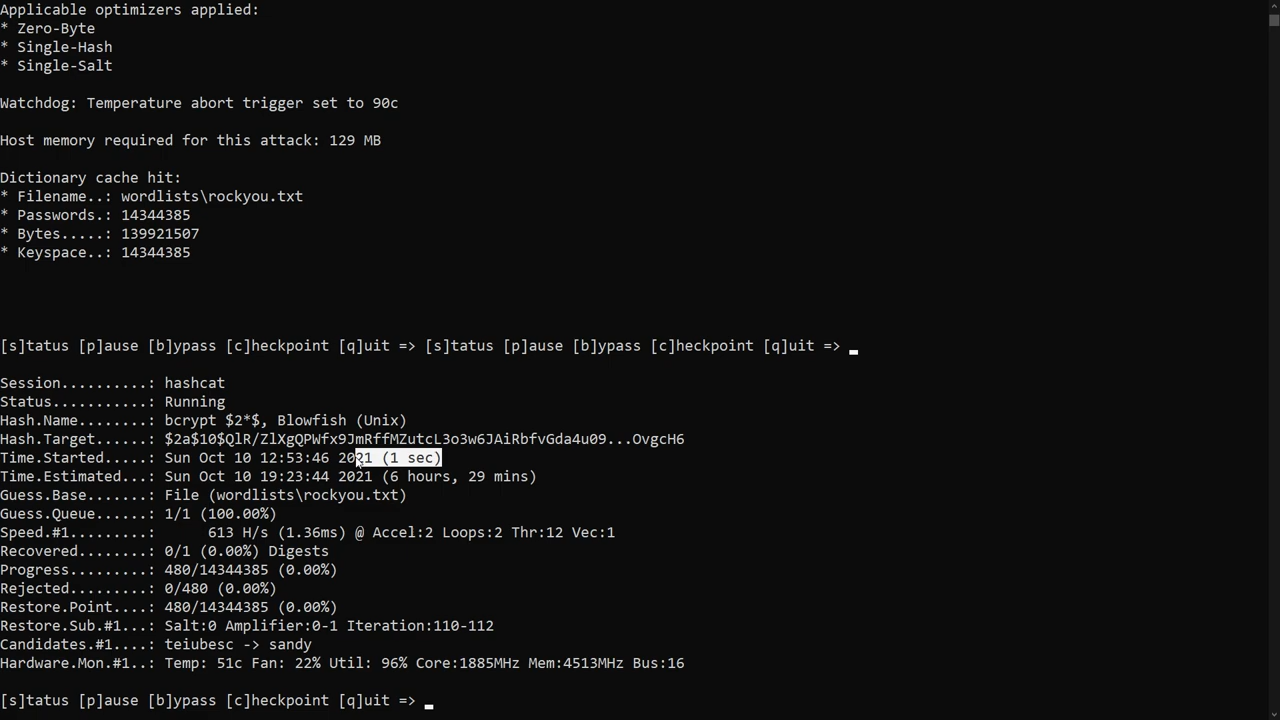 Applicable optimizers applied:
* Zero-Byte
* Single-Hash
* Single-Salt
Watchdog: Temperature abort trigger set to 90c
Host memory required for this attack: 129 MB
Dictionary cache hit:
* Filename..: wordlists\rockyou.txt
* Passwords.: 14344385
* Bytes.....: 139921507
* Keyspace..: 14344385
[s]tatus [p]ause [b]ypass [c]heckpoint [q]uit => [s]tatus [p]ause [b]ypass [c]heckpoint [q]uit =>
Session..........: hashcat
Status...........: Running
Hash.Name........: bcrypt $2*$, Blowfish (Unix)
Hash.Target......: $2a$10$QlR/ZlXgQPWfx9JmRffMZutcL3o3w6JAiRbfvGda4u09...OvgcH6
Time.Started.....: Sun Oct 10 12:53:46 2021 (1 sec)
Time.Estimated...: Sun Oct 10 19:23:44 2021 (6 hours, 29 mins)
Guess.Base.......: File (wordlists\rockyou.txt)
Guess.Queue......: 1/1 (100.00%)
Speed.#1.........:      613 H/s (1.36ms) @ Accel:2 Loops:2 Thr:12 Vec:1
Recovered........: 0/1 (0.00%) Digests
Progress.........: 480/14344385 (0.00%)
Rejected.........: 0/480 (0.00%)
Restore.Point....: 480/14344385 (0.00%)
Restore.Sub.#1...: Salt:0 Amplifier:0-1 Iteration:110-112
Candidates.#1....: teiubesc -> sandy
Hardware.Mon.#1..: Temp: 51c Fan: 22% Util: 96% Core:1885MHz Mem:4513MHz Bus:16
[s]tatus [p]ause [b]ypass [c]heckpoint [q]uit =>